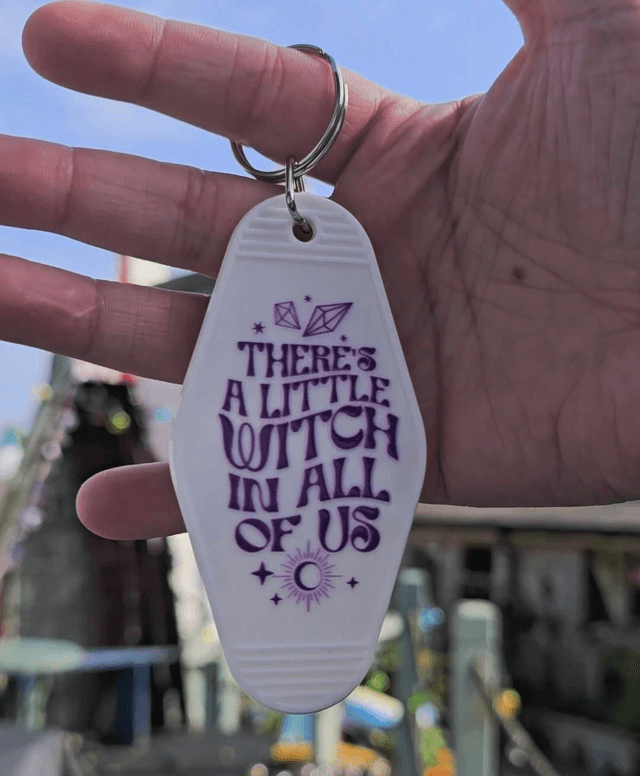 THERE'S
A LITTLE
WITCH
IN ALL
OF US